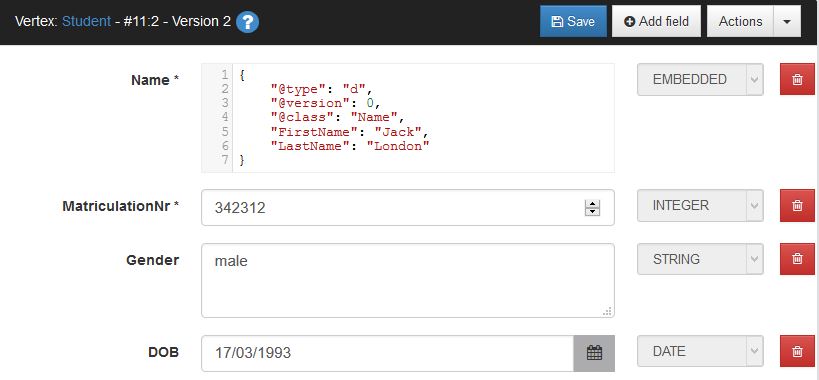 Vertex: Student - #11:2 - Version 2 ? Save Add field Actions
Name * EMBEDDED
1 {
2 "@type": "d",
3 "@version": 0,
4 "@class": "Name",
5 "FirstName": "Jack",
6 "LastName": "London"
7 }
MatriculationNr * 342312 INTEGER
Gender male STRING
DOB 17/03/1993 DATE